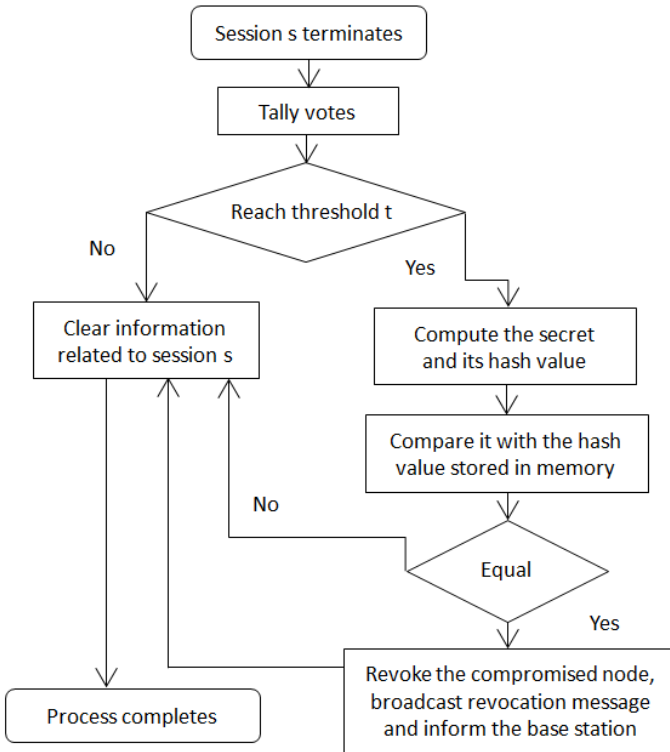 Session s terminates
Tally votes
Reach threshold t
No
Yes
Clear information
related to session s
Compute the secret
and its hash value
Compare it with the hash
value stored in memory
No
Equal
Yes
Revoke the compromised node,
broadcast revocation message
and inform the base station
Process completes